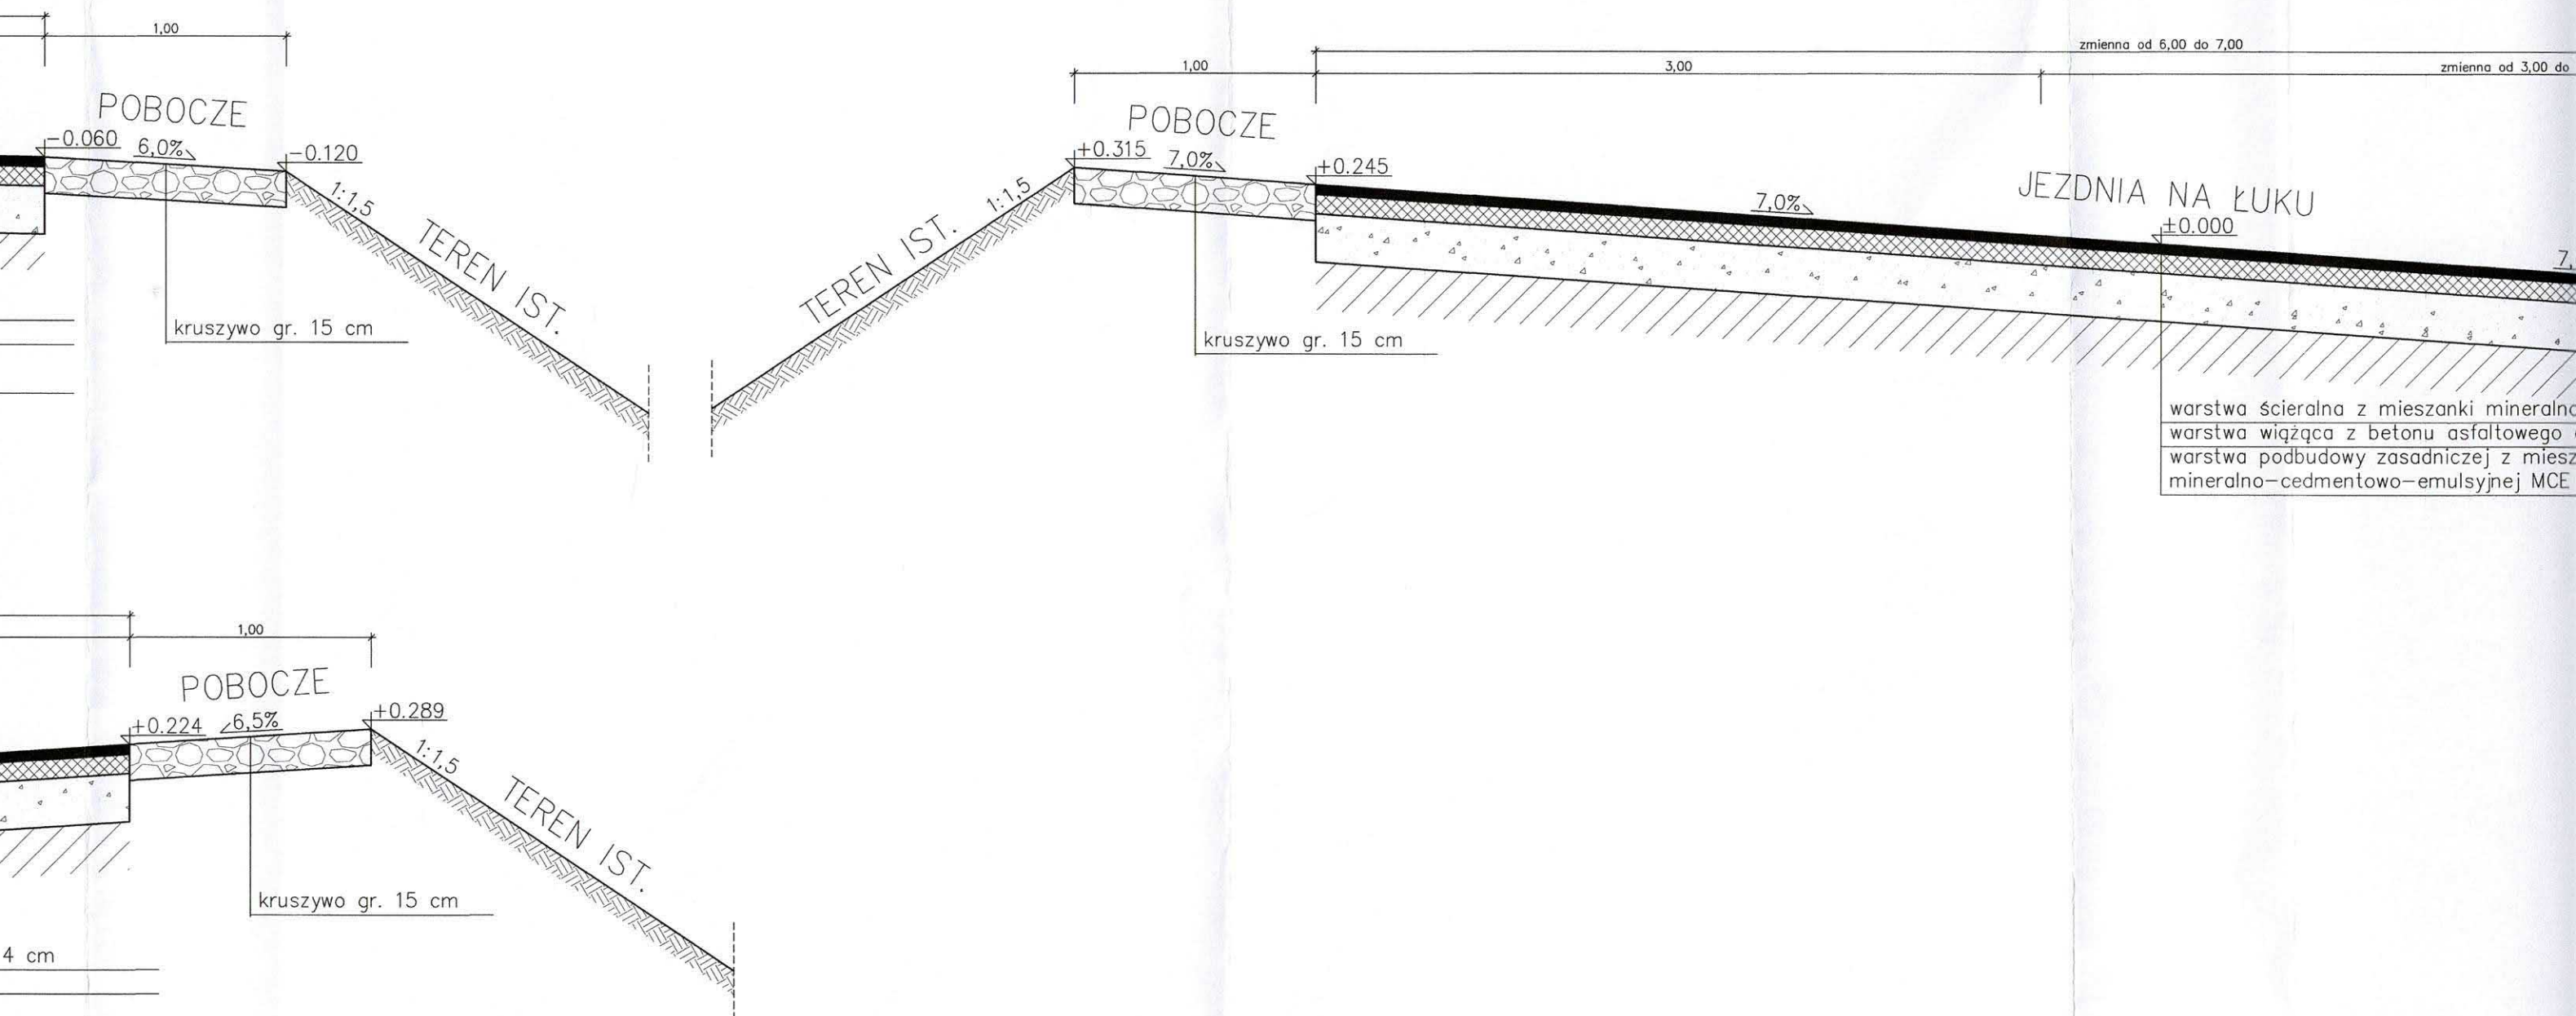 1,00
POBOCZE
-0.060
6,0%
-0.120
1:1,5
TEREN IST.
kruszywo gr. 15 cm
zmienna od 6,00 do 7,00
1,00
3,00
zmienna od 3,00 do
POBOCZE
+0.315
7,0%
+0.245
1:1,5
TEREN IST.
kruszywo gr. 15 cm
7,0%
JEZDNIA NA ŁUKU
±0.000
7,
warstwa ścieralna z mieszanki
warstwa wiążąca z betonu asfaltowego
warstwa podbudowy zasadniczej z
mineralno-cedmentowo-emulsyjnej MCE
1,00
POBOCZE
+0.224
6,5%
+0.289
1:1,5
TEREN IST.
kruszywo gr. 15 cm
4 cm